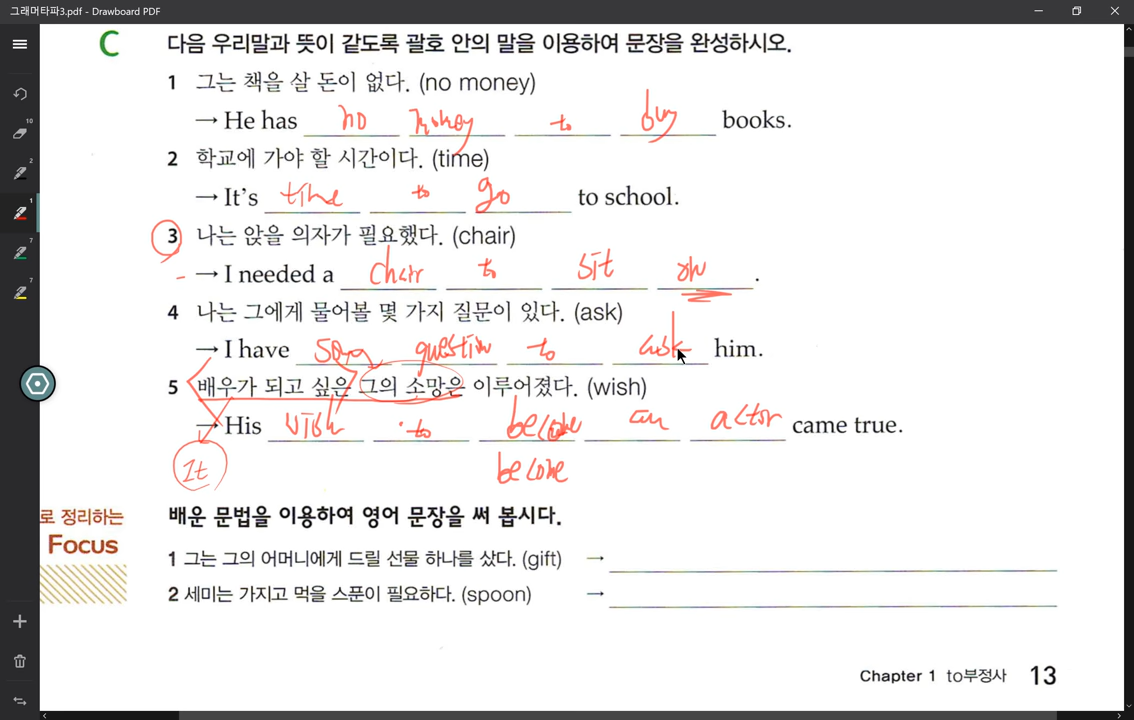 그래머타파3.pdf - Drawboard PDF
C 다음 우리말과 뜻이 같도록 괄호 안의 말을 이용하여 문장을 완성하시오.
1 그는 책을 살 돈이 없다. (no money)
→ He has no money to buy books.
2 학교에 가야 할 시간이다. (time)
→ It's time to go to school.
3 나는 앉을 의자가 필요했다. (chair)
→ I needed a chair to sit on.
4 나는 그에게 물어볼 몇 가지 질문이 있다. (ask)
→ I have question to ask him.
5 배우가 되고 싶은 그의 소망은 이루어졌다. (wish)
→ His wish to become an actor came true.
It become
로 정리하는
Focus
배운 문법을 이용하여 영어 문장을 써 봅시다.
1 그는 그의 어머니에게 드릴 선물 하나를 샀다. (gift) →
2 세미는 가지고 먹을 스푼이 필요하다. (spoon) →
Chapter 1 to부정사 13
10
2
1
7
7